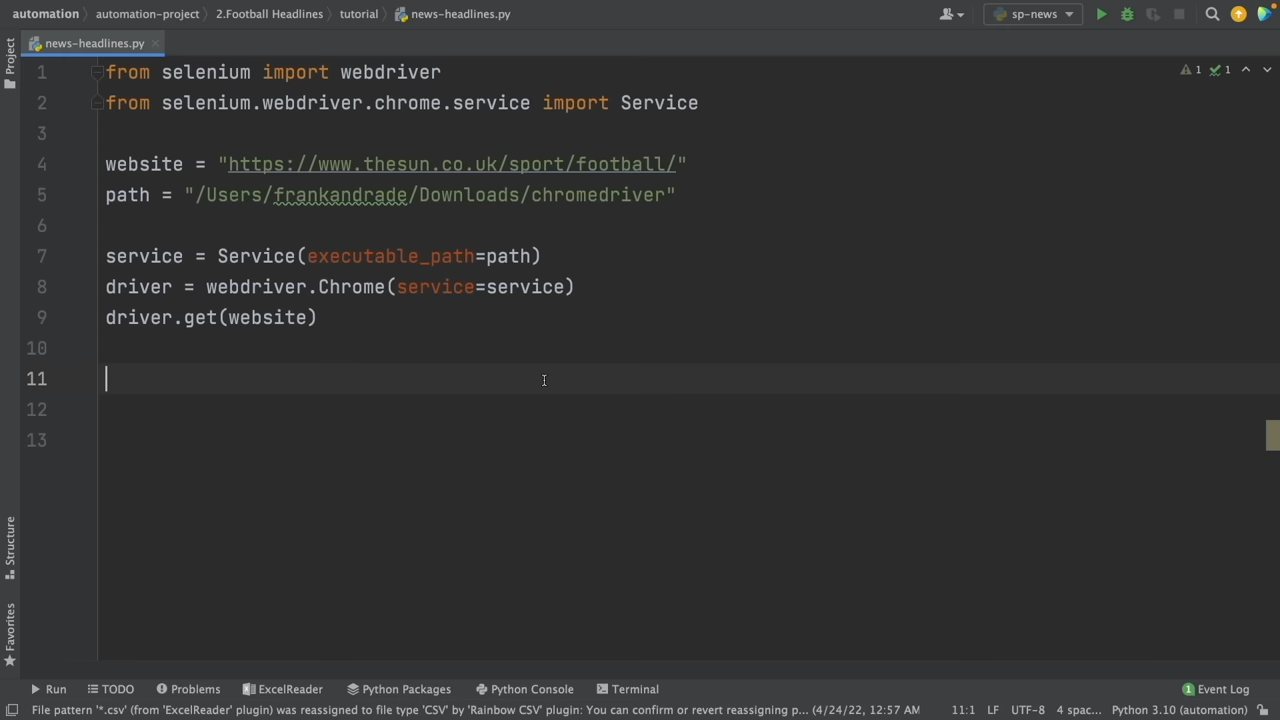 automation
automation-project
2.Football Headlines
tutorial
news-headlines.py
sp-news
Project
news-headlines.py
1 from selenium import webdriver
1 1
2 from selenium.webdriver.chrome.service import Service
3
4 website = "https://www.thesun.co.uk/sport/football/"
5 path = "/Users/frankandrade/Downloads/chromedriver"
6
7 service = Service(executable_path=path)
8 driver = webdriver.Chrome(service=service)
9 driver.get(website)
10
11
12
13
Structure
Favorites
Run
TODO
Problems
ExcelReader
Python Packages
Python Console
Terminal
1 Event Log
File pattern '*.csv' (from 'ExcelReader' plugin) was reassigned to file type 'CSV' by 'Rainbow CSV' plugin: You can confirm or revert reassigning p... (4/24/22, 12:57 AM
11:1 LF UTF-8 4 spac... Python 3.10 (automation)